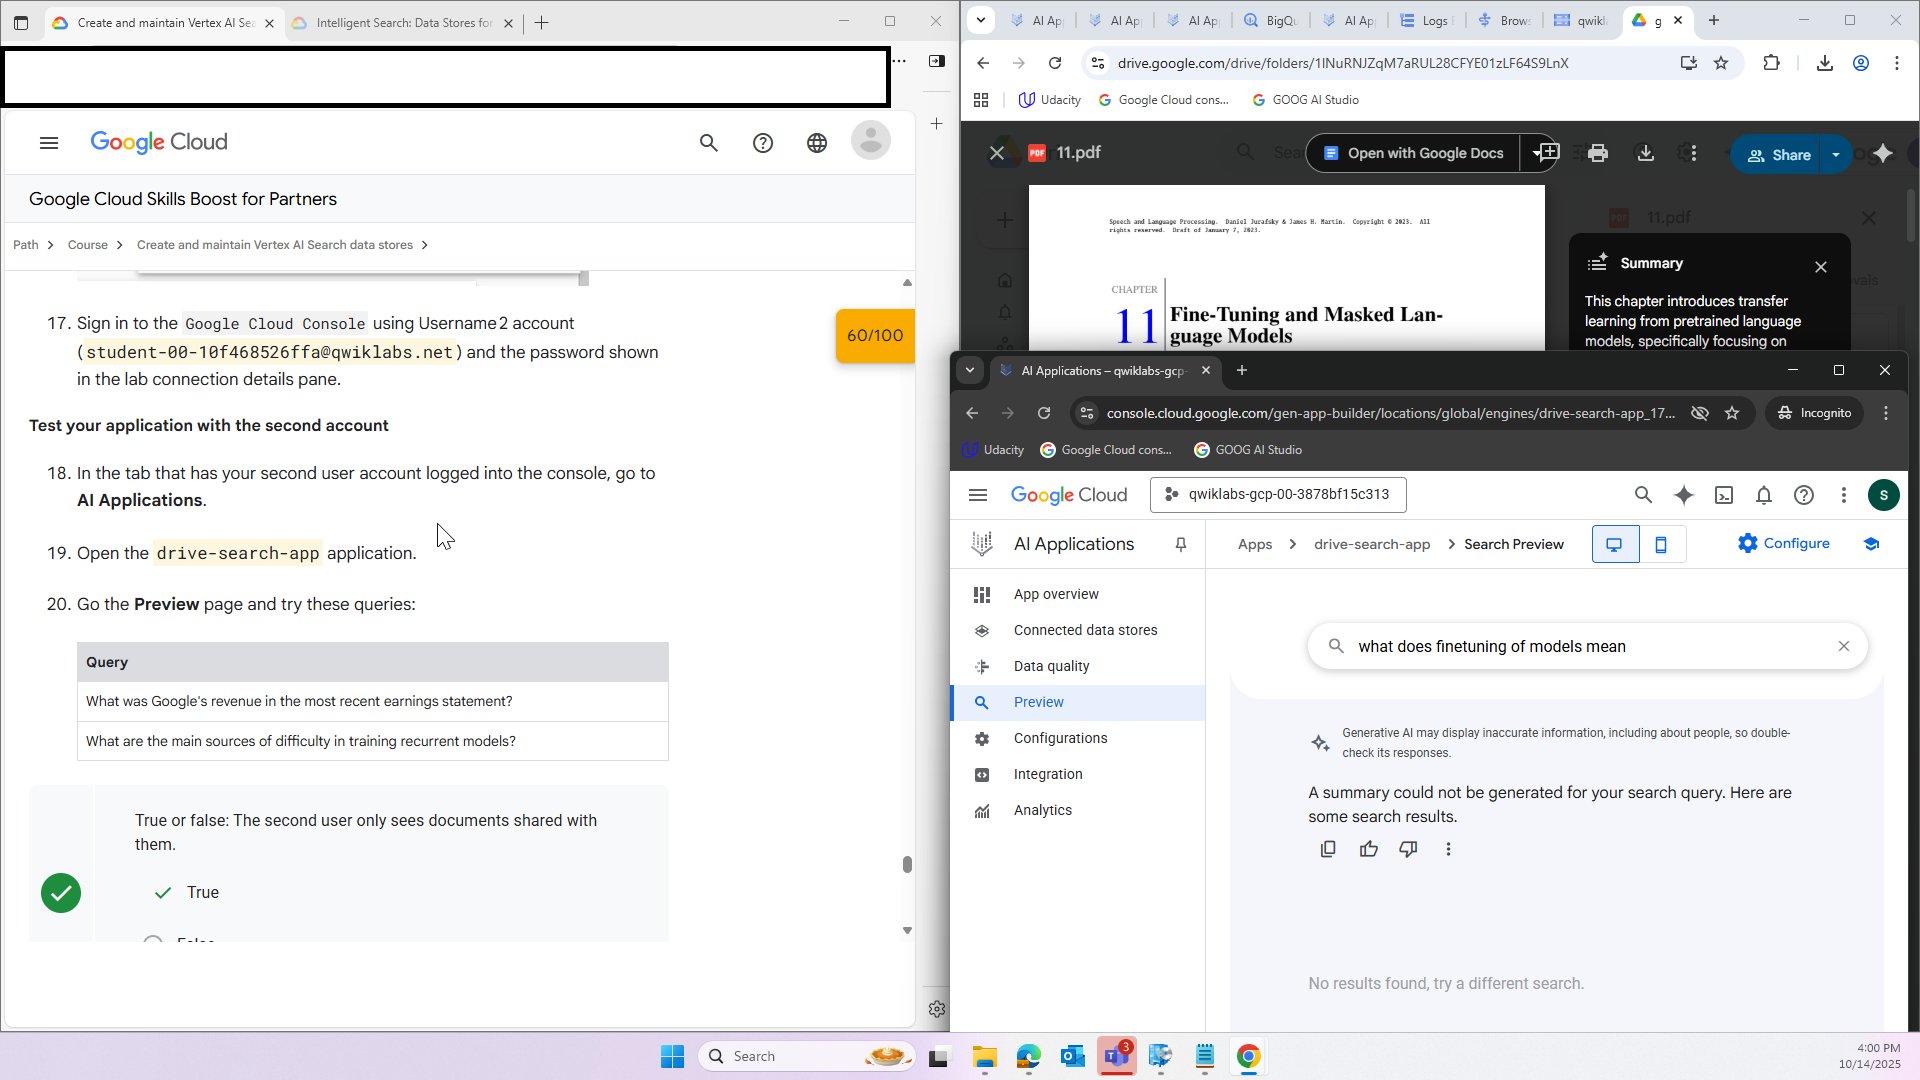 Create and maintain Vertex AI Sea
Intelligent Search: Data Stores for
Google Cloud
Google Cloud Skills Boost for Partners
Path
Course
Create and maintain Vertex AI Search data stores
17. Sign in to the Google Cloud Console using Username 2 account
(student-00-10f468526ffa@qwiklabs.net) and the password shown
in the lab connection details pane.
60/100
Test your application with the second account
18. In the tab that has your second user account logged into the console, go to
AI Applications.
19. Open the drive-search-app application.
20. Go the Preview page and try these queries:
Query
What was Google's revenue in the most recent earnings statement?
What are the main sources of difficulty in training recurrent models?
True or false: The second user only sees documents shared with
them.
True
False
AI Ap
AI Ap
AI Ap
BigQu
AI Ap
Logs
Brows
qwikl
g
drive.google.com/drive/folders/1INuRNJZqM7aRUL28CFYE01zLF64S9LnX
Udacity
Google Cloud cons...
GOOG AI Studio
PDF
11.pdf
Open with Google Docs
Share
11.pdf
Speech and Language Processing. Daniel Jurafsky & James H. Martin. Copyright © 2023. All
rights reserved. Draft of January 7, 2023.
CHAPTER
11
Fine-Tuning and Masked Lan-
guage Models
Summary
This chapter introduces transfer
learning from pretrained language
models, specifically focusing on
AI Applications – qwiklabs-gcp-
console.cloud.google.com/gen-app-builder/locations/global/engines/drive-search-app_17...
Incognito
Udacity
Google Cloud cons...
GOOG AI Studio
Google Cloud
qwiklabs-gcp-00-3878bf15c313
S
AI Applications
Apps
drive-search-app
Search Preview
Configure
App overview
Connected data stores
Data quality
Preview
Configurations
Integration
Analytics
what does finetuning of models mean
Generative AI may display inaccurate information, including about people, so double-
check its responses.
A summary could not be generated for your search query. Here are
some search results.
No results found, try a different search.
Search
3
4:00 PM
10/14/2025